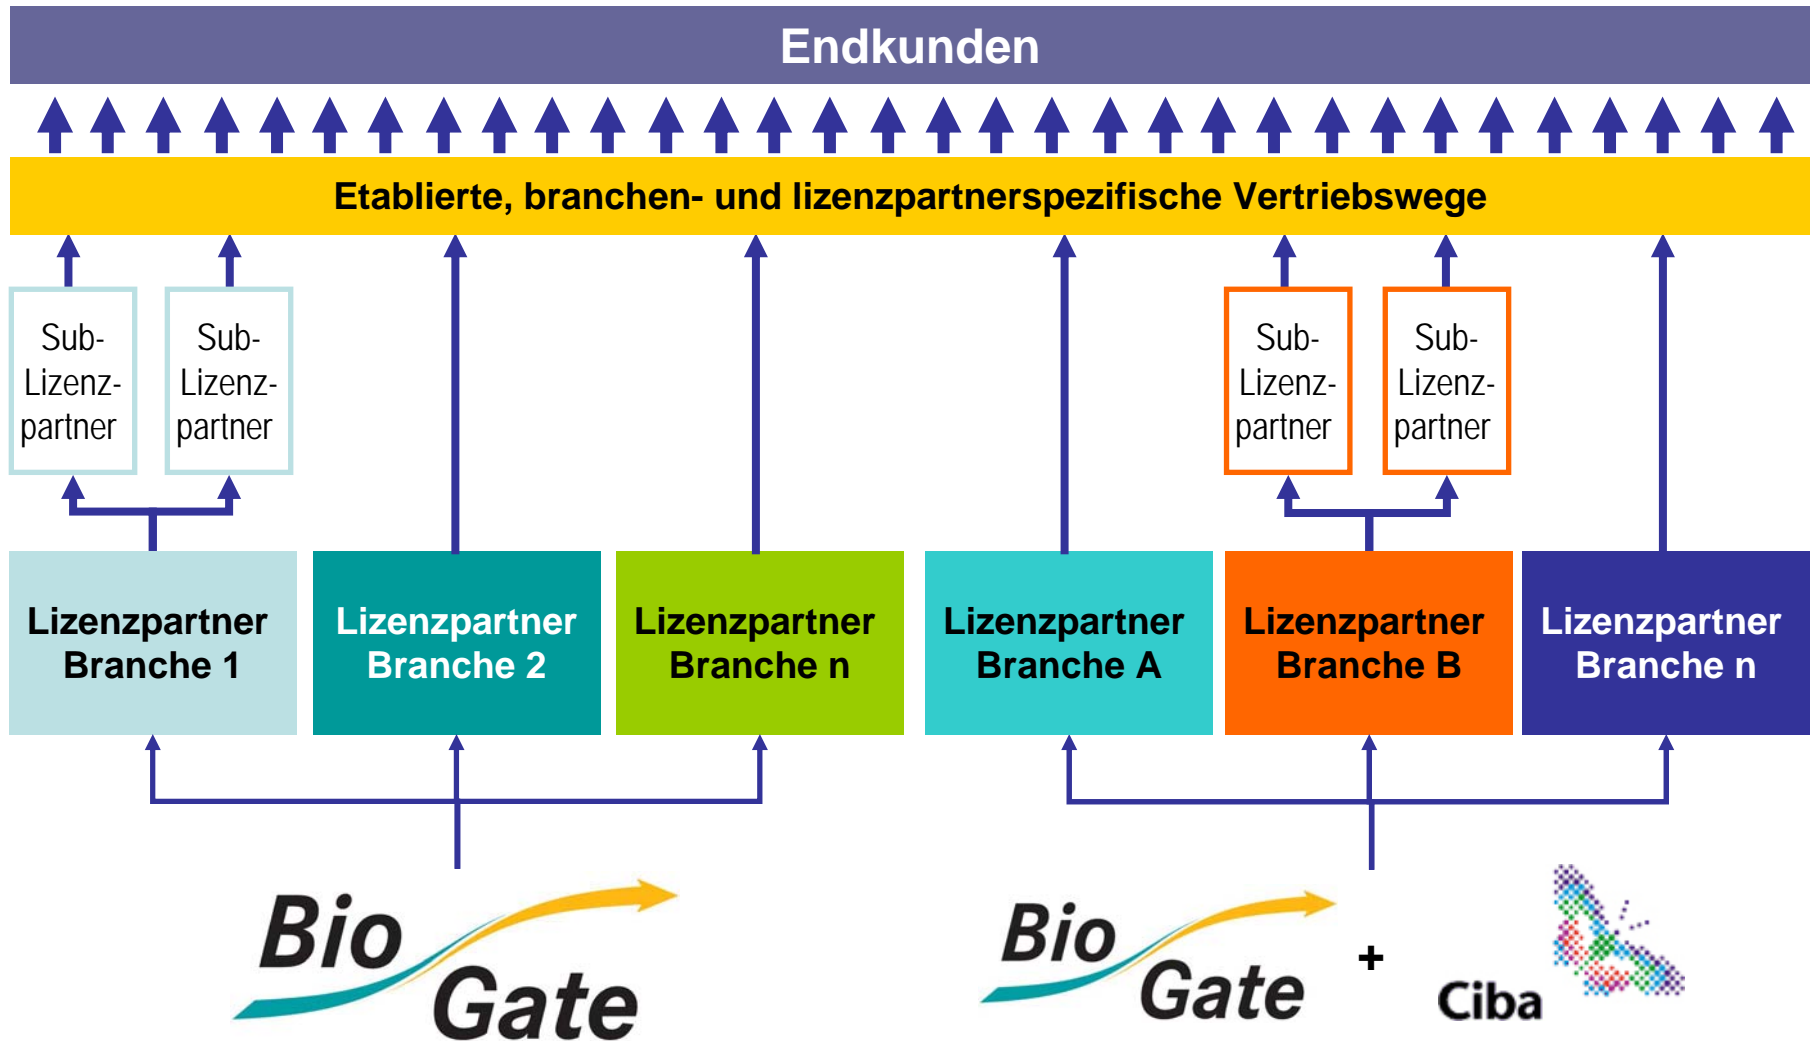 Endkunden
Etablierte, branchen- und lizenzpartnerspezifische Vertriebswege
Sub-
Lizenz-
partner
Sub-
Lizenz-
partner
Sub-
Lizenz-
partner
Sub-
Lizenz-
partner
Lizenzpartner
Branche 1
Lizenzpartner
Branche 2
Lizenzpartner
Branche n
Lizenzpartner
Branche A
Lizenzpartner
Branche B
Lizenzpartner
Branche n
Bio
Gate
Bio
Gate
+
Ciba